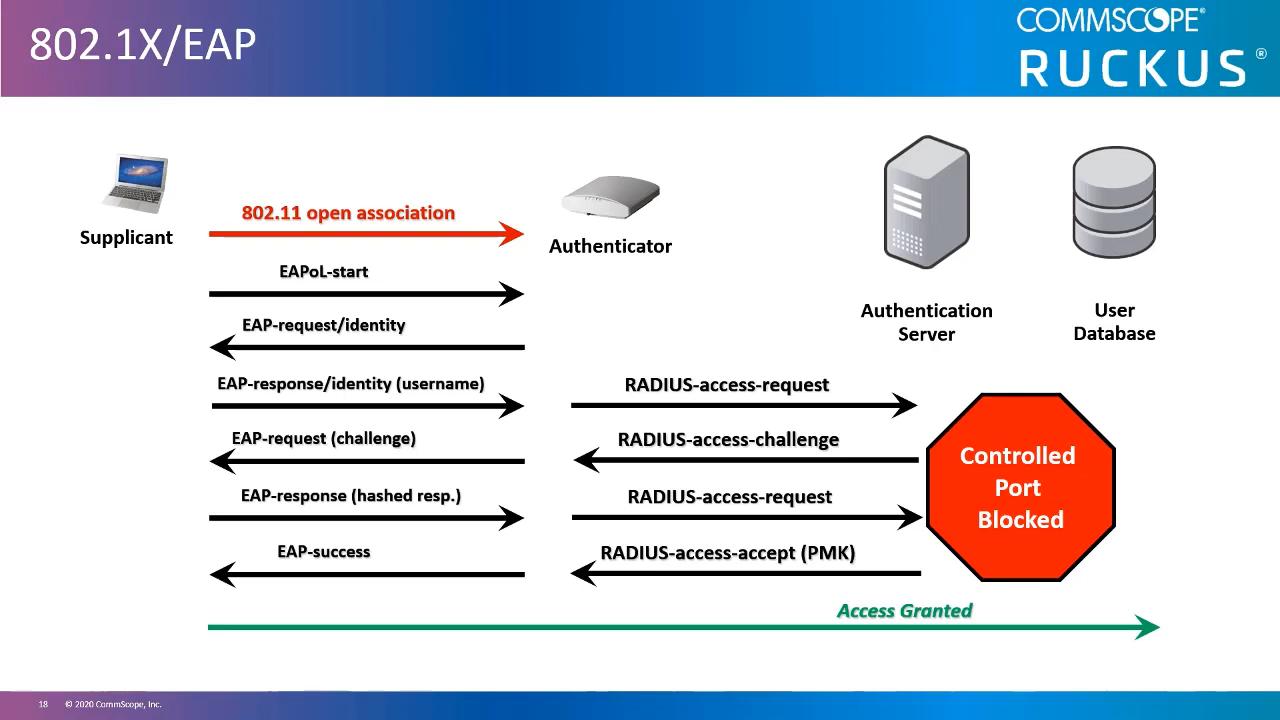 802.1X/EAP
COMMSCOPE®
RUCKUS®
Supplicant
802.11 open association
Authenticator
EAPoL-start
EAP-request/identity
Authentication
Server
User
Database
EAP-response/identity (username)
RADIUS-access-request
EAP-request (challenge)
RADIUS-access-challenge
EAP-response (hashed resp.)
RADIUS-access-request
EAP-success
RADIUS-access-accept (PMK)
Controlled
Port
Blocked
Access Granted
18 © 2020 CommScope, Inc.